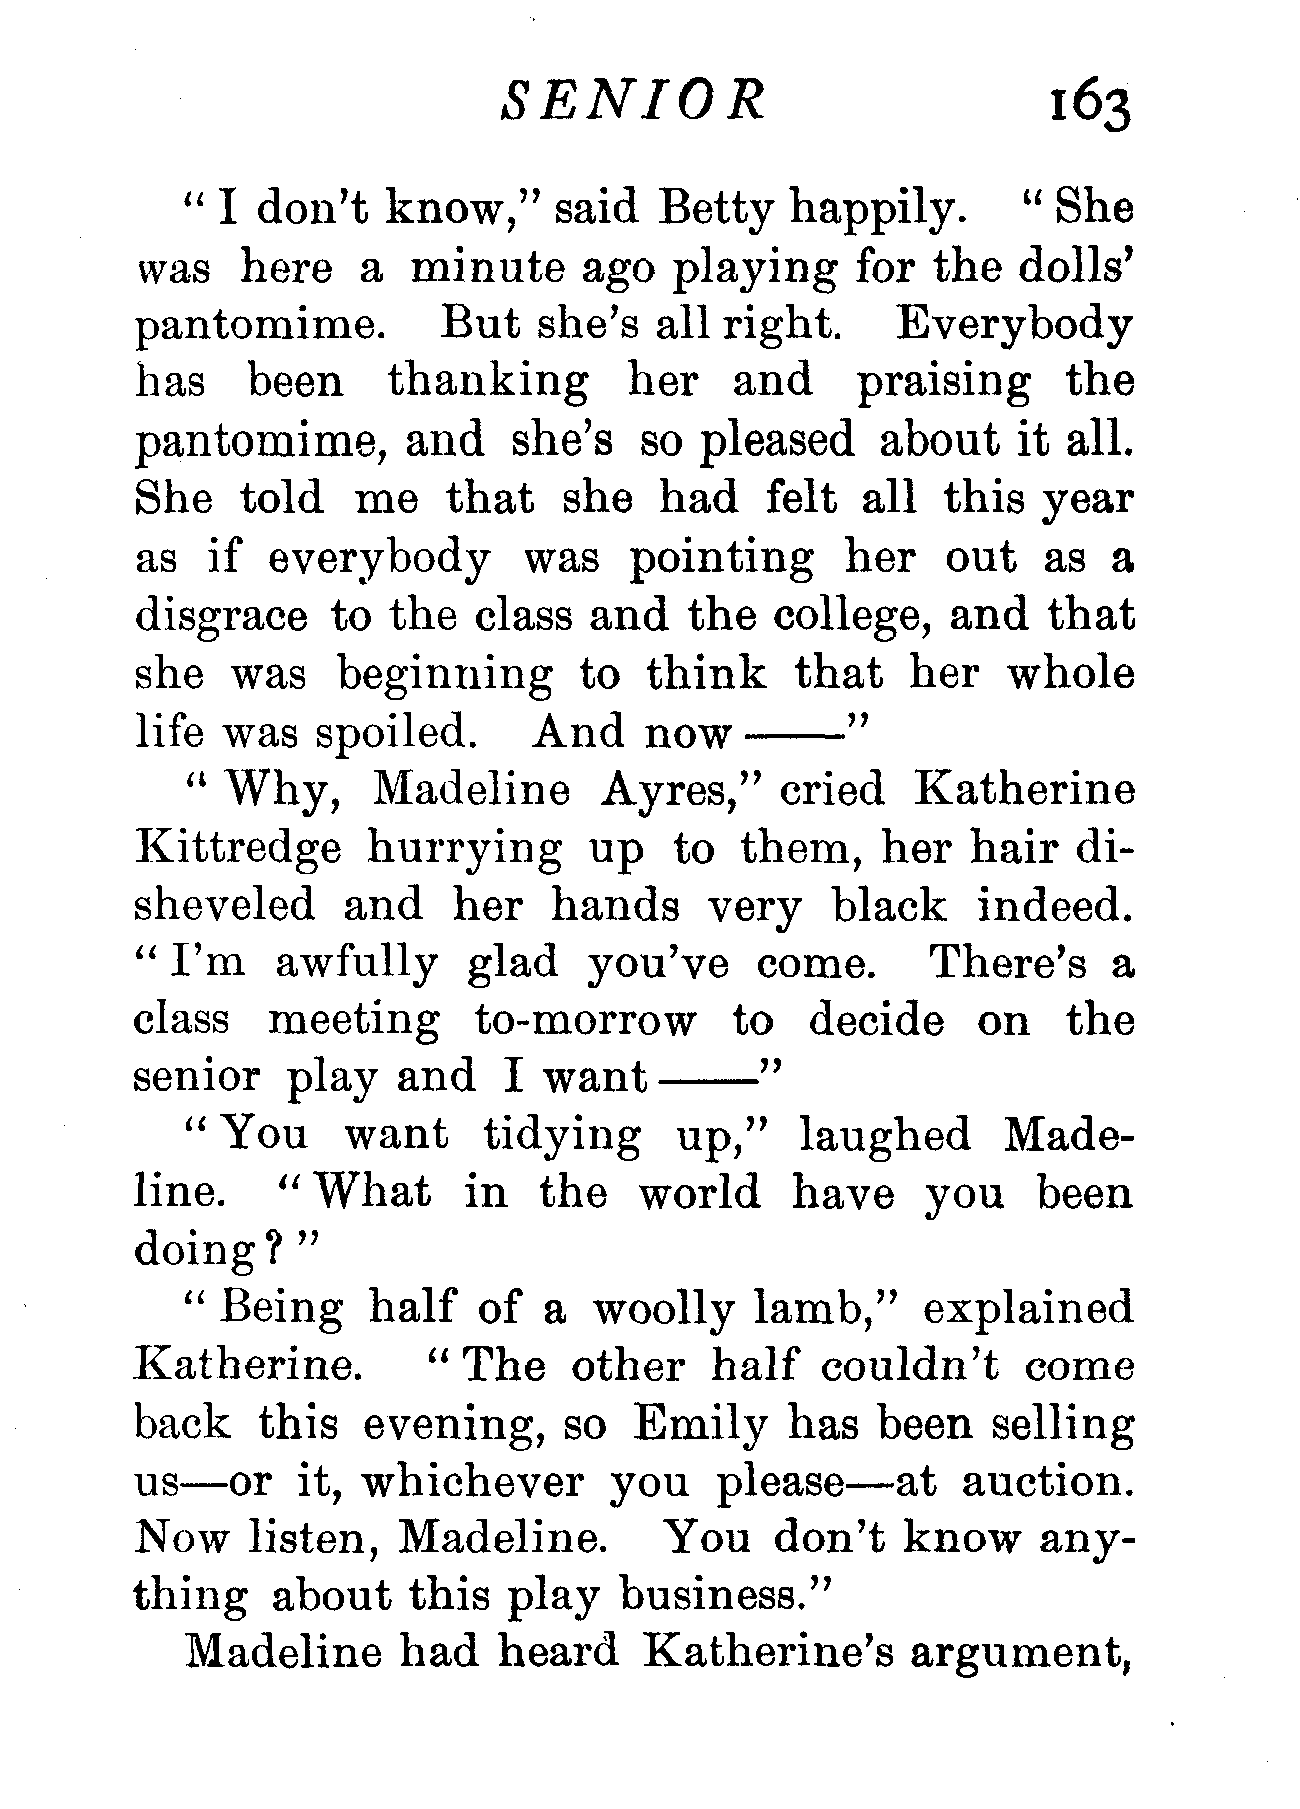 SENIOR 163
" I don't know," said Betty happily. " She
was here a minute ago playing for the dolls'
pantomime. But she's all right. Everybody
has been thanking her and praising the
pantomime, and she's so pleased about it all.
She told me that she had felt all this year
as if everybody was pointing her out as a
disgrace to the class and the college, and that
she was beginning to think that her whole
life was spoiled. And now ——"
" Why, Madeline Ayres," cried Katherine
Kittredge hurrying up to them, her hair di-
sheveled and her hands very black indeed.
" I'm awfully glad you've come. There's a
class meeting to-morrow to decide on the
senior play and I want ——"
" You want tidying up," laughed Made-
line. " What in the world have you been
doing? "
" Being half of a woolly lamb," explained
Katherine. " The other half couldn't come
back this evening, so Emily has been selling
us—or it, whichever you please—at auction.
Now listen, Madeline. You don't know any-
thing about this play business."
Madeline had heard Katherine's argument,